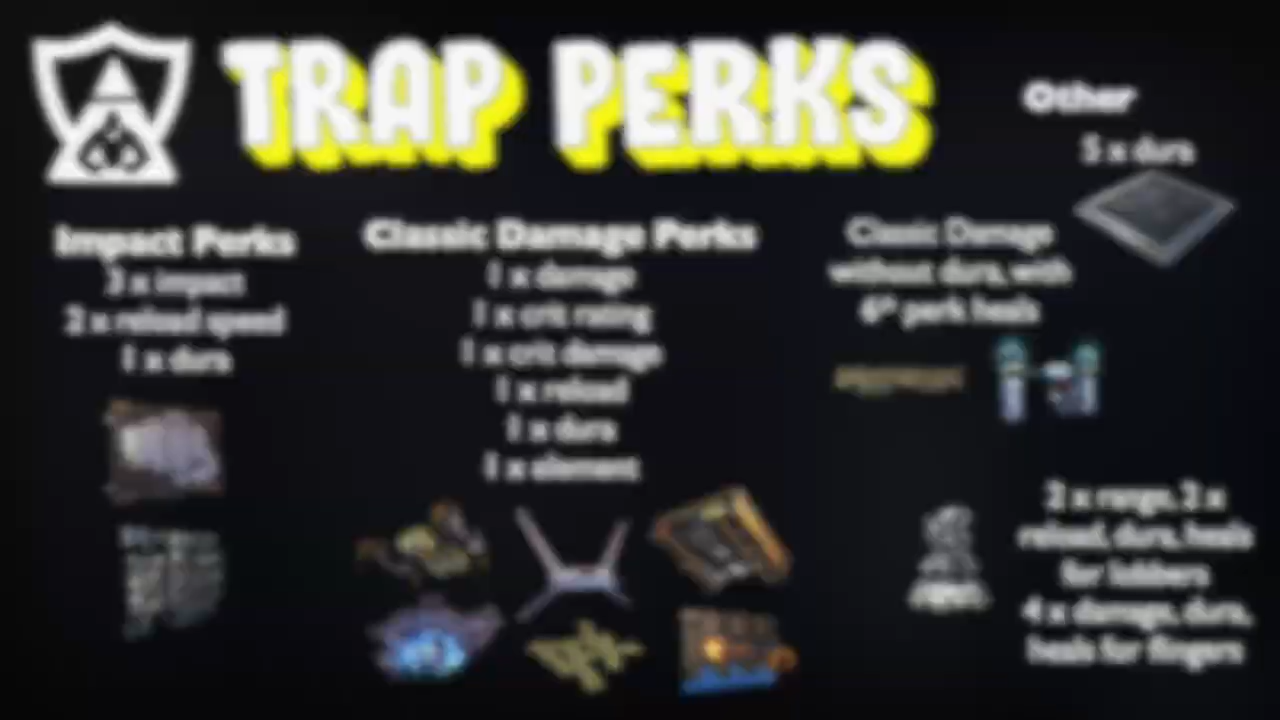 TRAP PERKS
Other
5 x dura
Impact Perks
3 x impact
2 x reload speed
1 x dura
Classic Damage Perks
1 x damage
1 x crit rating
1 x crit damage
1 x reload
1 x dura
1 x element
Classic Damage
without dura, with
6th perk heals
2 x range, 2 x
reload, dura, heals
for lobbers
4 x damage, dura,
heals for flingers